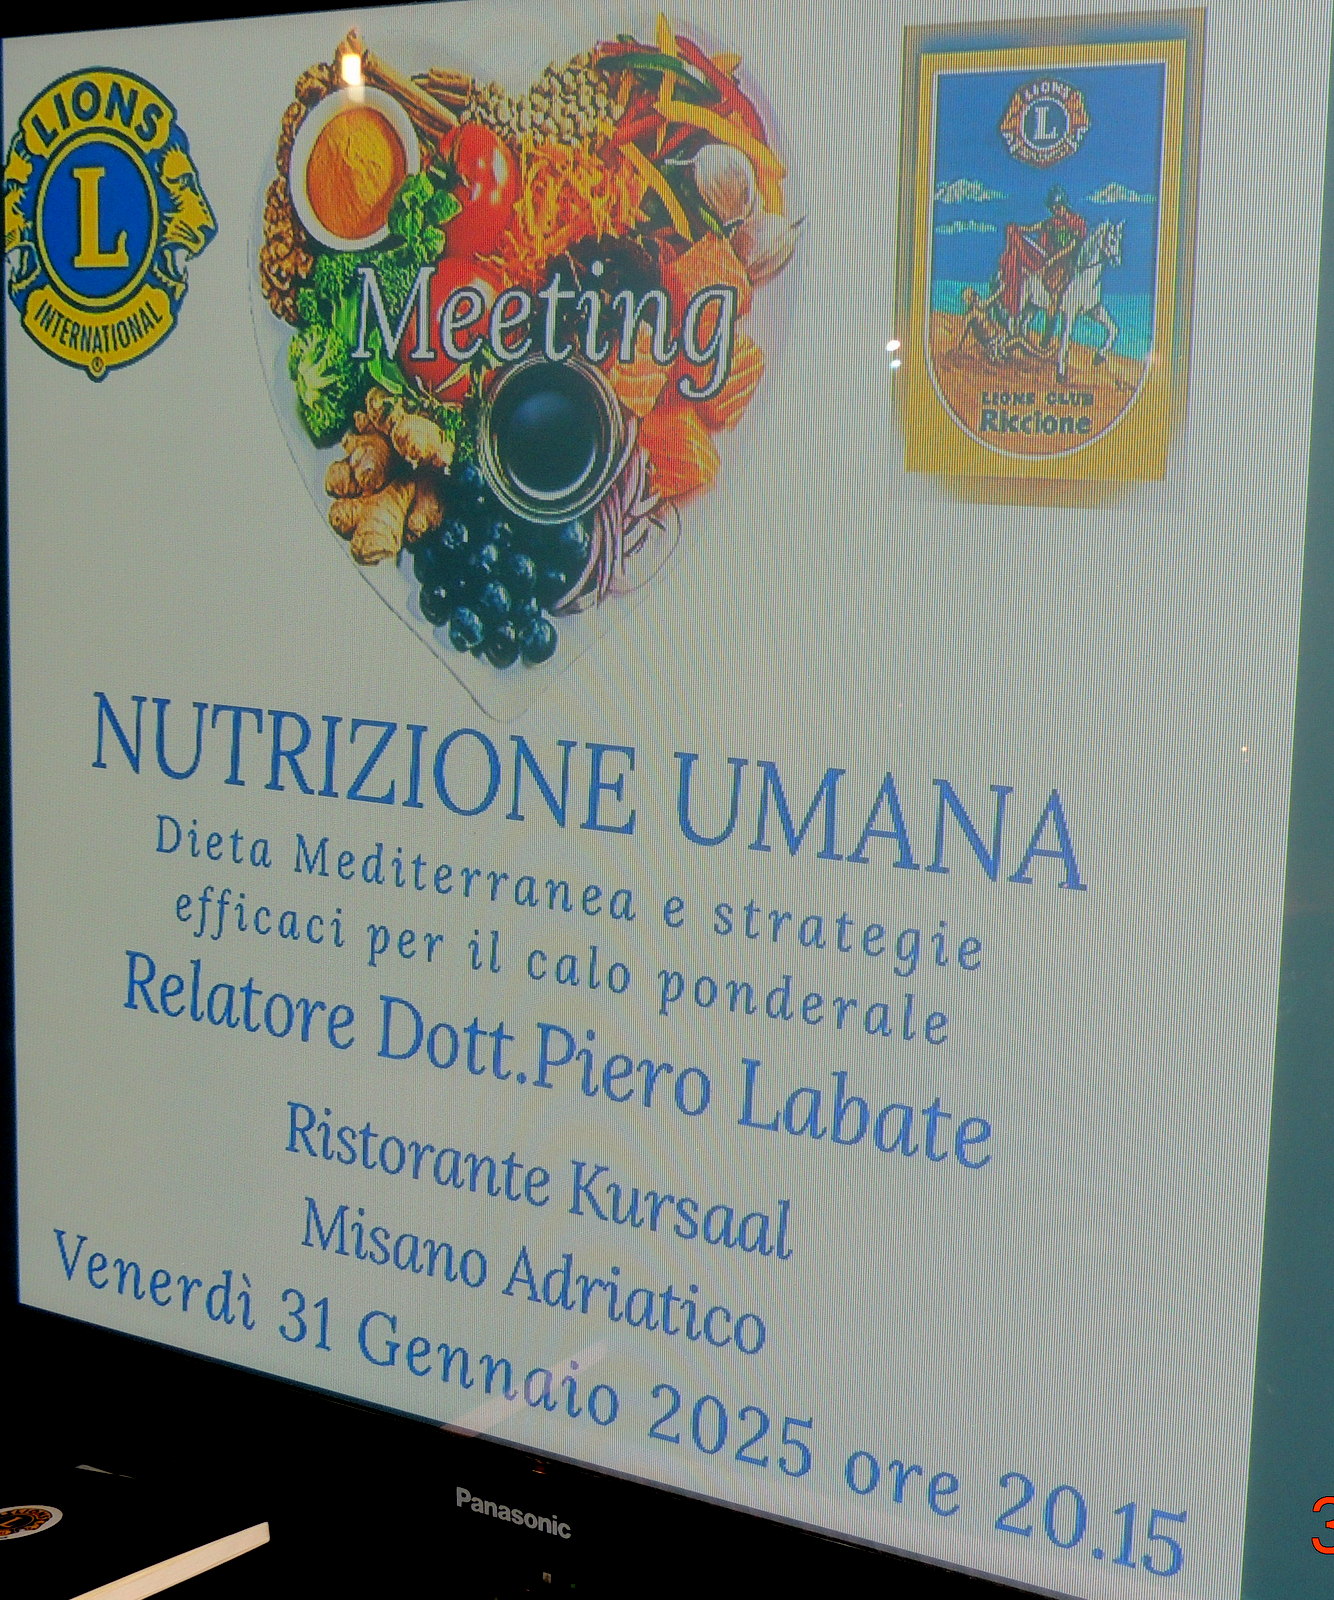 LIONS
L
INTERNATIONAL
Meeting
LIONS
L
LIONS CLUB
Riccione
NUTRIZIONE UMANA
Dieta Mediterranea e strategie
efficaci per il calo ponderale
Relatore Dott.Piero Labate
Ristorante Kursaal
Misano Adriatico
Venerdì 31 Gennaio 2025 ore 20.15
Panasonic